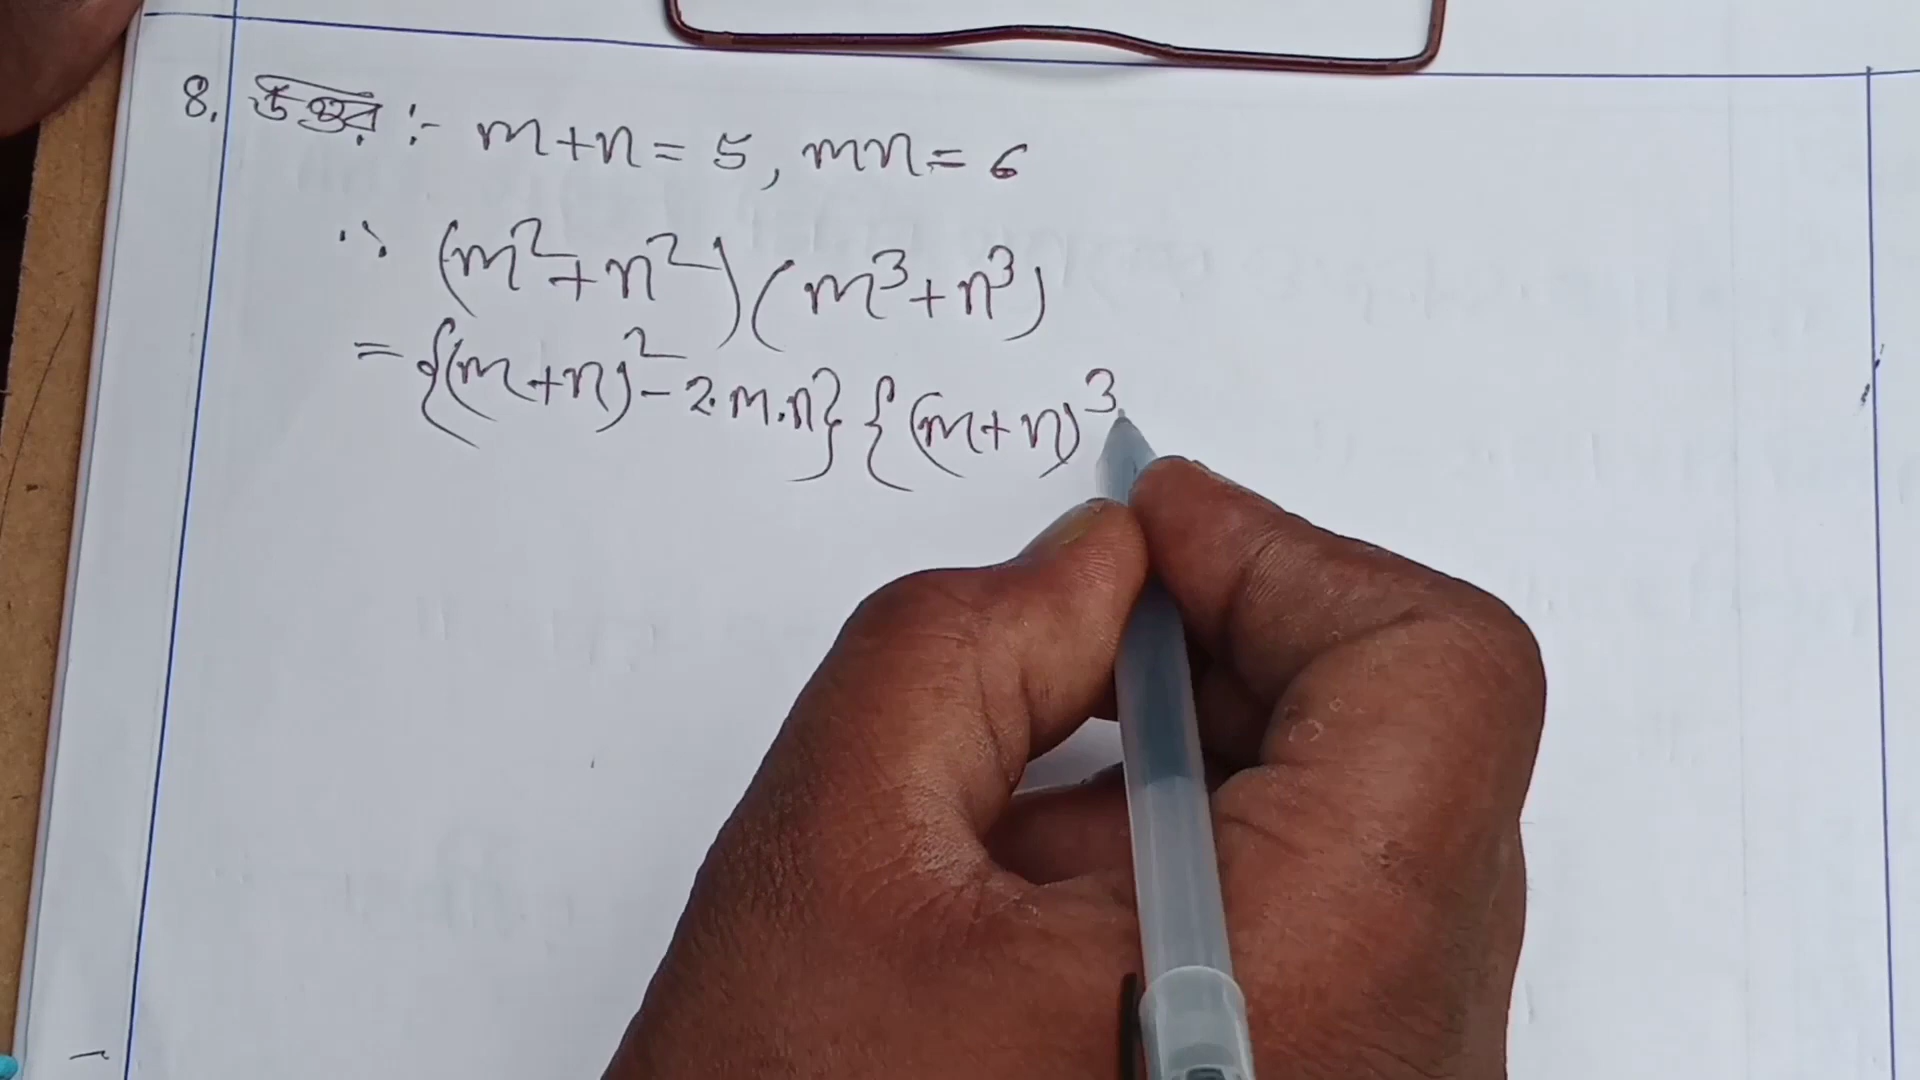 8. উত্তর :- m+n = 5, mn = 6
∴ (m²+n²)(m³+n³)
= {(m+n)² - 2.m.n} {(m+n)³